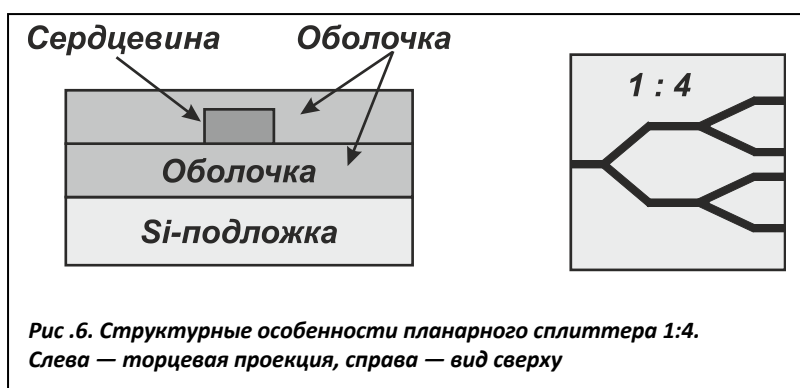 Сердцевина
Оболочка
Оболочка
Si-подложка
1 : 4
Рис .6. Структурные особенности планарного сплиттера 1:4.
Слева — торцевая проекция, справа — вид сверху